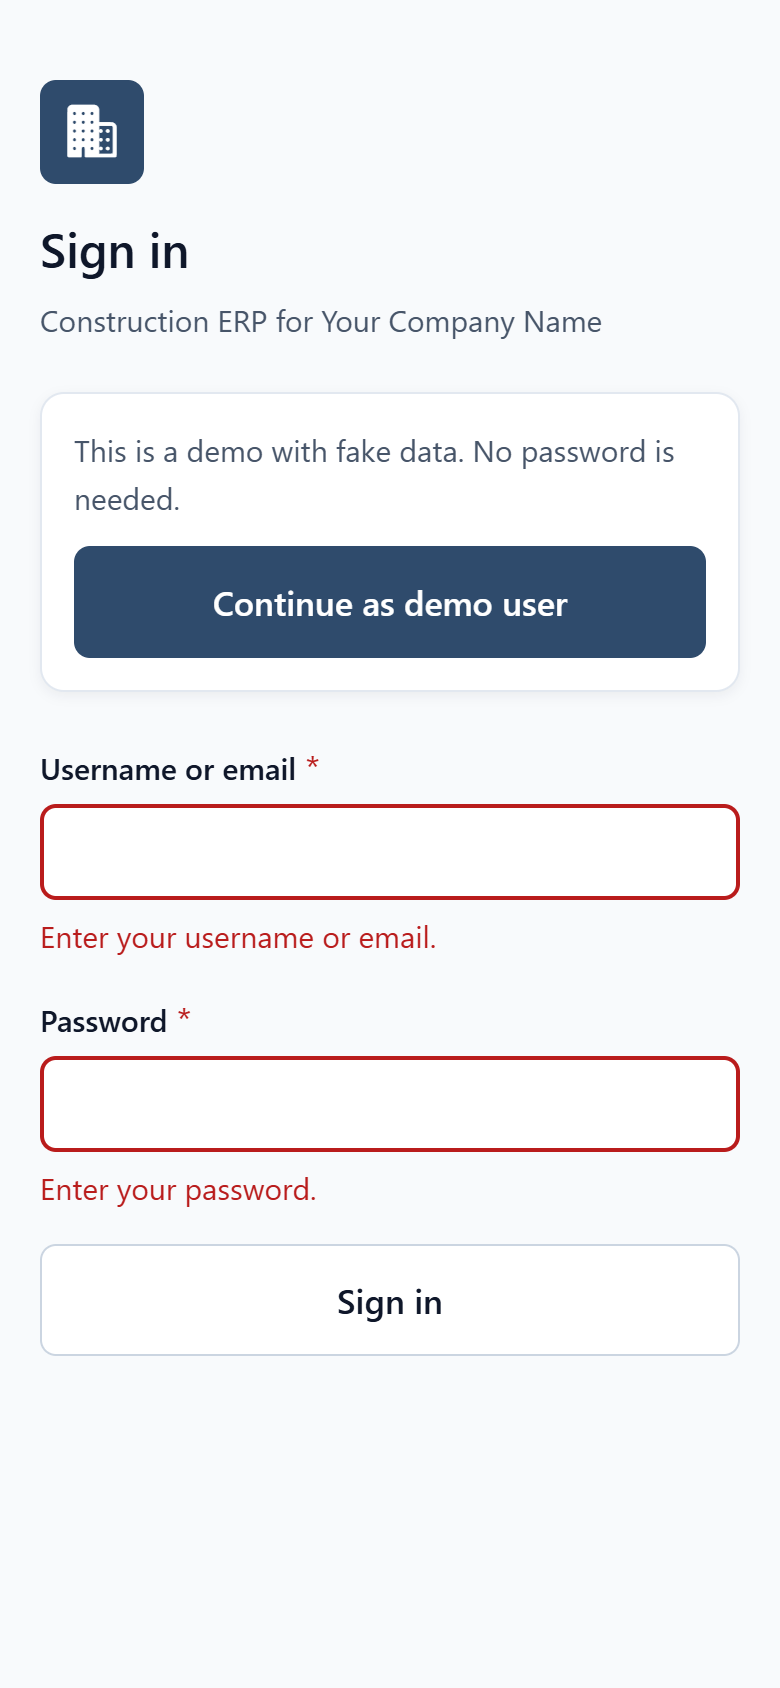 Sign in
Construction ERP for Your Company Name
This is a demo with fake data. No password is
needed.
Continue as demo user
Username or email *
Enter your username or email.
Password *
Enter your password.
Sign in